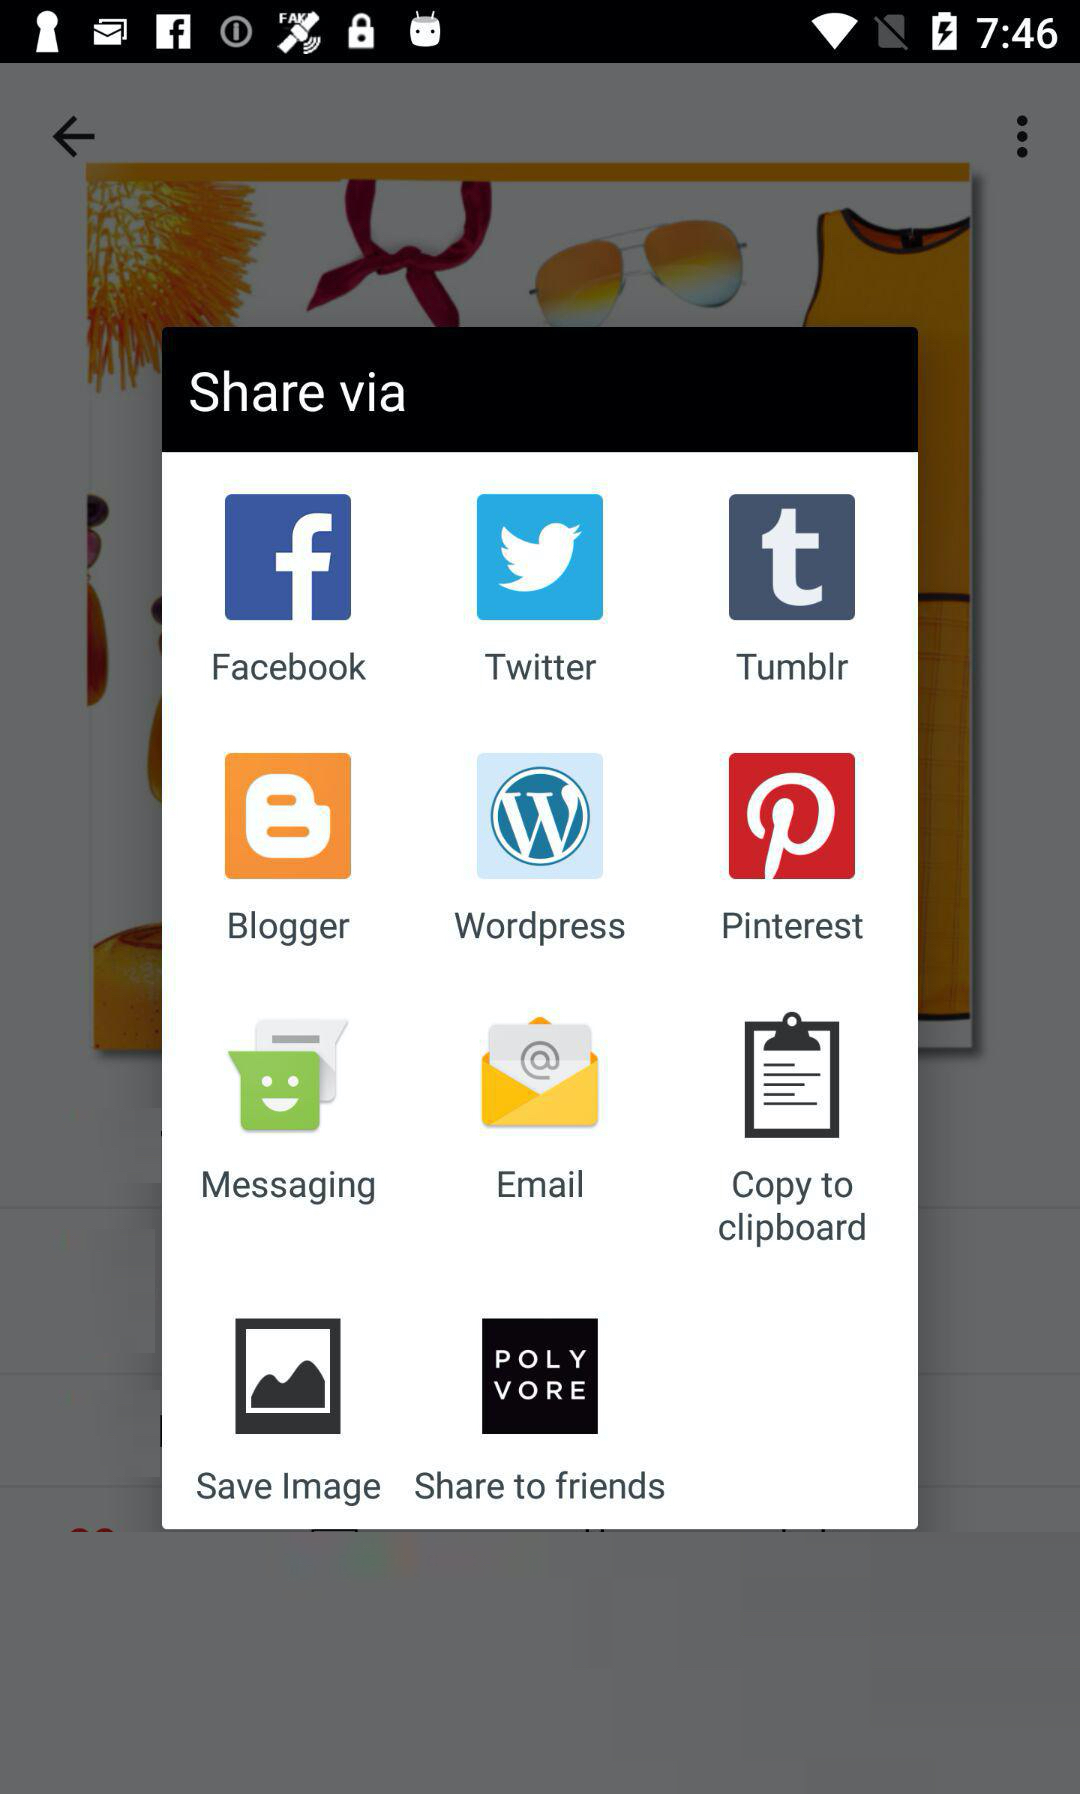 FAKE
7:46
Share via
Facebook
Twitter
Tumblr
Blogger
Wordpress
Pinterest
Messaging
Email
Copy to
clipboard
POLY
VORE
Save Image
Share to friends